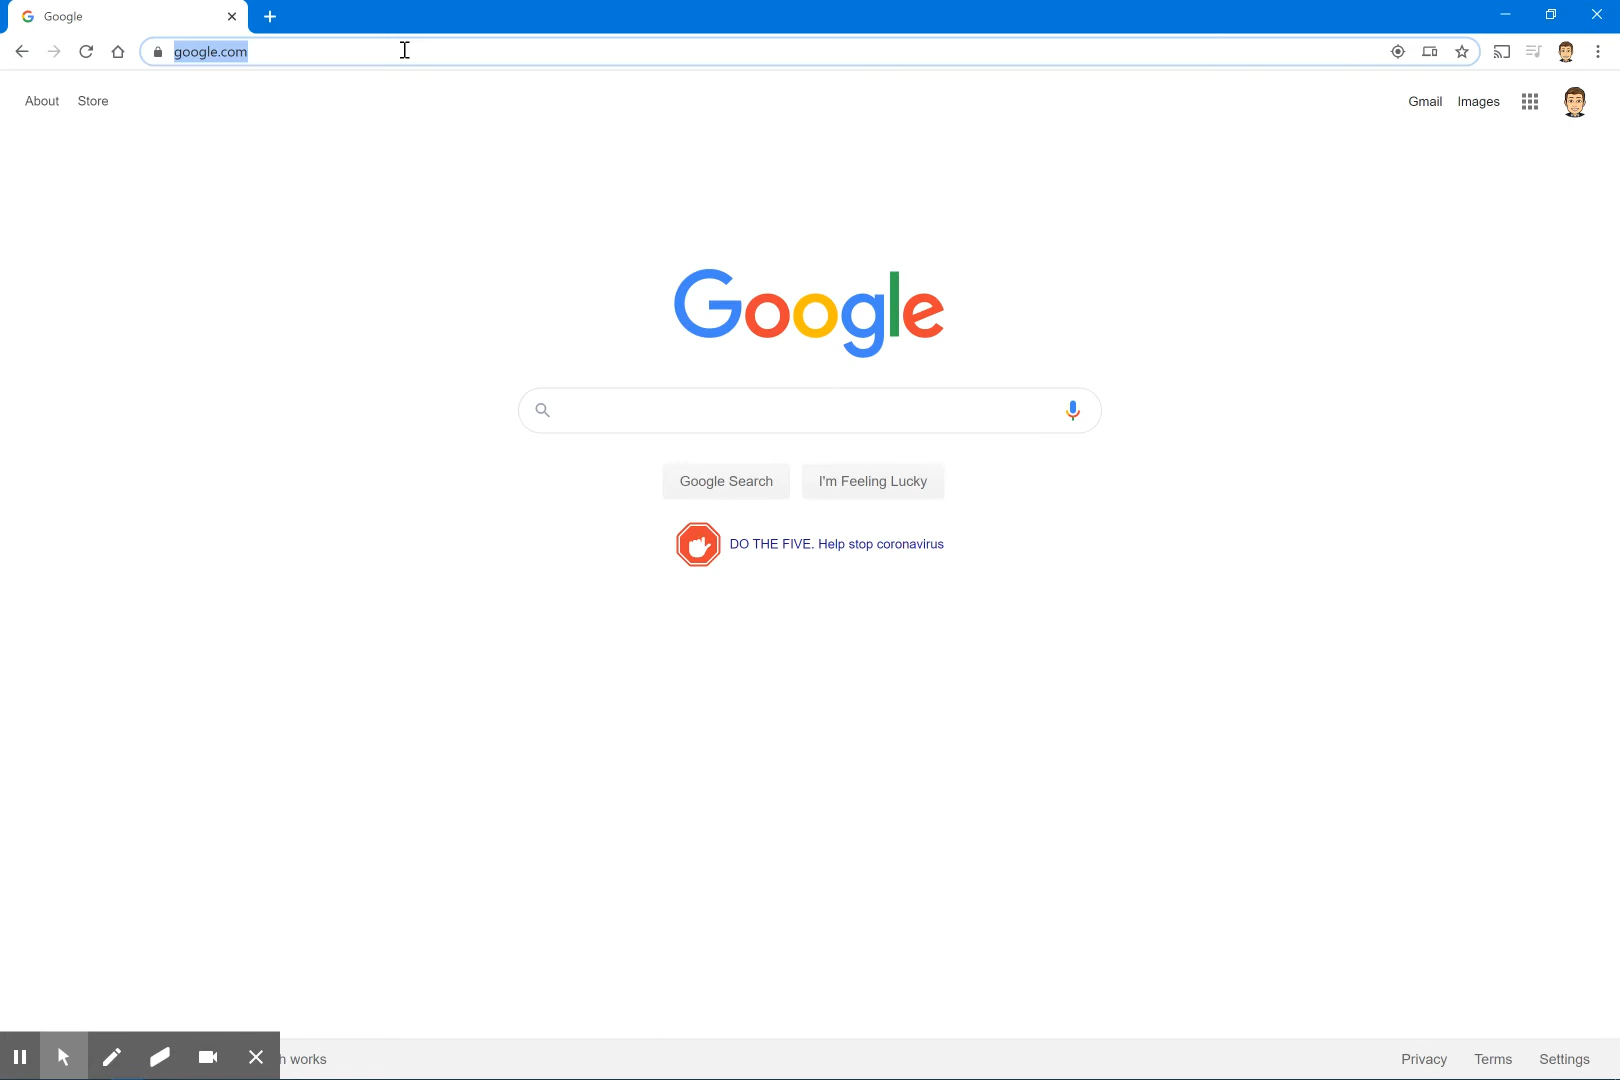 Google
google.com
About Store
Gmail Images
Google
Google Search I'm Feeling Lucky
DO THE FIVE. Help stop coronavirus
works
Privacy Terms Settings